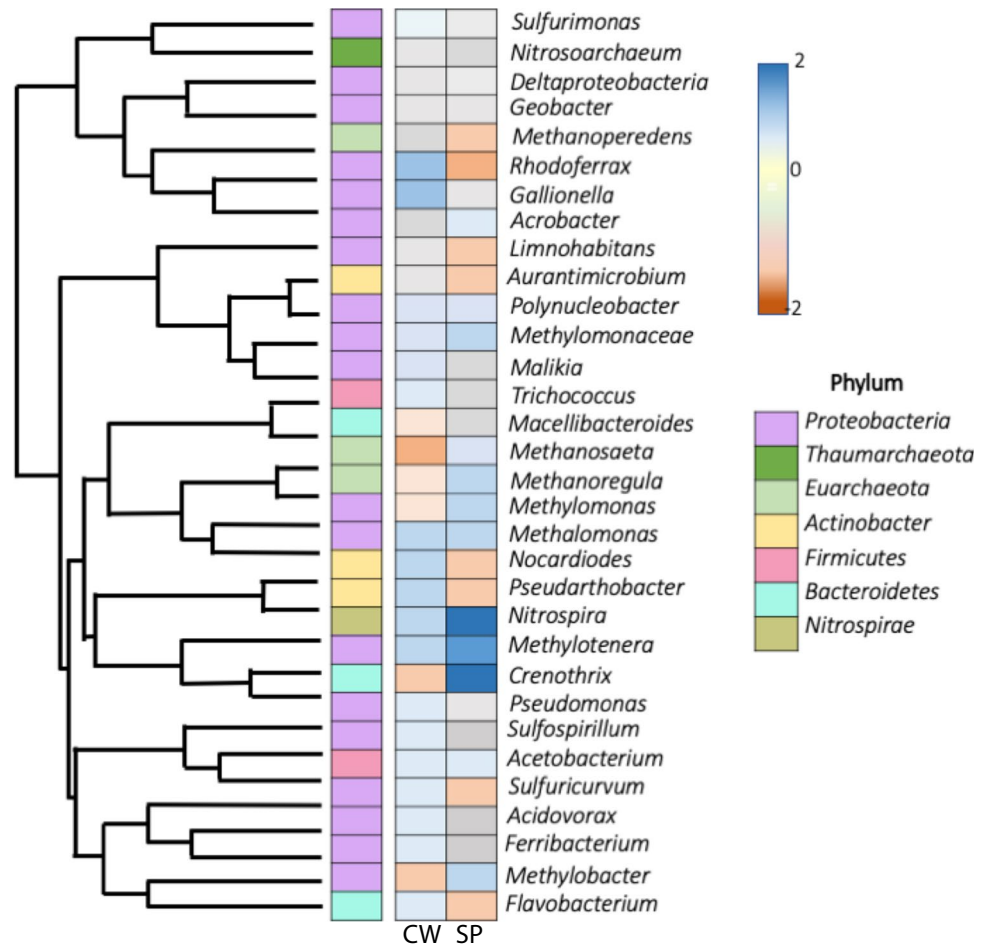 Sulfurimonas
Nitrosoarchaeum
Deltaproteobacteria
Geobacter
Methanoperedens
Rhodoferrax
Gallionella
Acrobacter
Limnohabitans
Aurantimicrobium
Polynucleobacter
Methylomonaceae
Malikia
Trichococcus
Macellibacteroides
Methanosaeta
Methanoregula
Methylomonas
Methalomonas
Nocardiodes
Pseudarthobacter
Nitrospira
Methylotenera
Crenothrix
Pseudomonas
Sulfospirillum
Acetobacterium
Sulfuricurvum
Acidovorax
Ferribacterium
Methylobacter
Flavobacterium
CW SP
2
0
-2
Phylum
Proteobacteria
Thaumarchaeota
Euarchaeota
Actinobacter
Firmicutes
Bacteroidetes
Nitrospirae